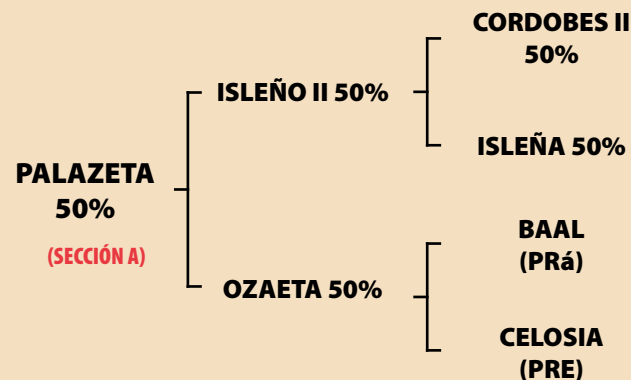 CORDOBES II
50%
ISLEÑO II 50%
ISLEÑA 50%
PALAZETA
50%
(SECCIÓN A)
BAAL
(PRá)
OZAETA 50%
CELOSIA
(PRE)